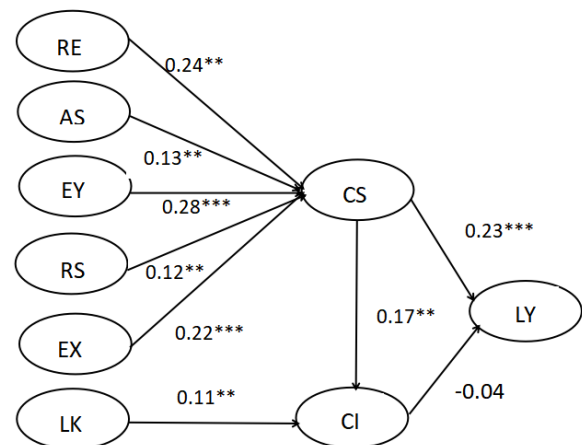 RE
0.24**
AS
0.13**
EY
0.28***
CS
RS
0.12**
0.23***
EX
0.22***
0.17**
LY
LK
0.11**
CI
-0.04